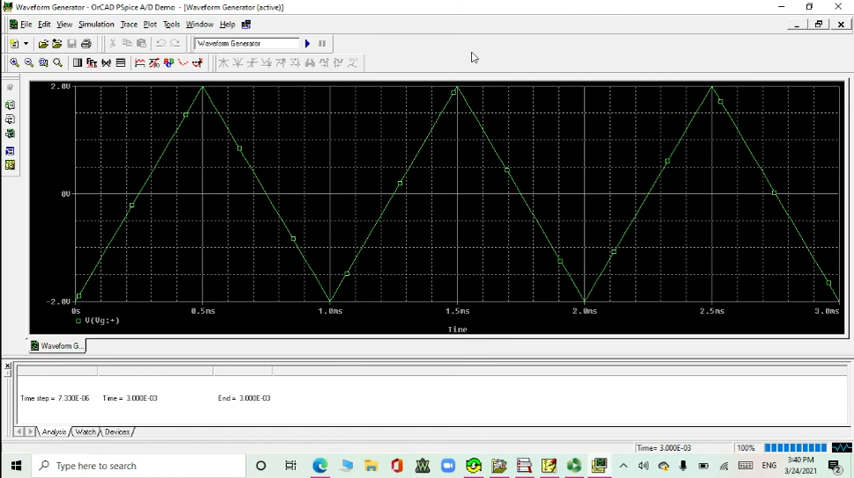 Waveform Generator - OrCAD PSpice A/D Demo - [Waveform Generator (active)]
File Edit View Simulation Trace Plot Tools Window Help
Waveform Generator
2.0V
0V
-2.0V
0s 0.5ms 1.0ms 1.5ms 2.0ms 2.5ms 3.0ms
V(Vg:+)
Time
Waveform G...
Time step = 7.330E-06 Time = 3.000E-03 End = 3.000E-03
Analysis Watch Devices
Time= 3.000E-03 100%
Type here to search
ENG
3:40 PM
3/24/2021
2